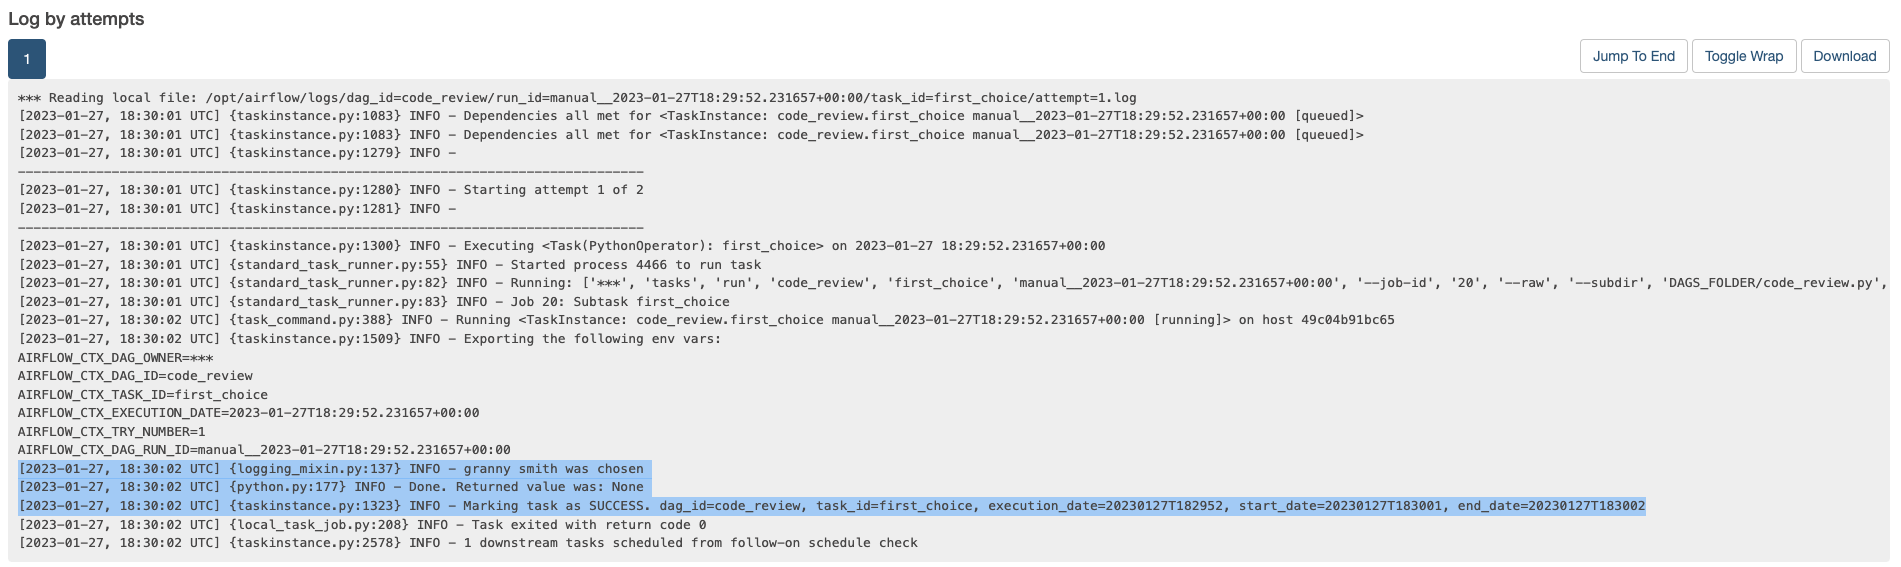 Log by attempts
1
Jump To End Toggle Wrap Download
*** Reading local file: /opt/airflow/logs/dag_id=code_review/run_id=manual__2023-01-27T18:29:52.231657+00:00/task_id=first_choice/attempt=1.log
[2023-01-27, 18:30:01 UTC] {taskinstance.py:1083} INFO - Dependencies all met for <TaskInstance: code_review.first_choice manual__2023-01-27T18:29:52.231657+00:00 [queued]>
[2023-01-27, 18:30:01 UTC] {taskinstance.py:1083} INFO - Dependencies all met for <TaskInstance: code_review.first_choice manual__2023-01-27T18:29:52.231657+00:00 [queued]>
[2023-01-27, 18:30:01 UTC] {taskinstance.py:1279} INFO -
--------------------------------------------------------------------------------
[2023-01-27, 18:30:01 UTC] {taskinstance.py:1280} INFO - Starting attempt 1 of 2
[2023-01-27, 18:30:01 UTC] {taskinstance.py:1281} INFO -
--------------------------------------------------------------------------------
[2023-01-27, 18:30:01 UTC] {taskinstance.py:1300} INFO - Executing <Task(PythonOperator): first_choice> on 2023-01-27 18:29:52.231657+00:00
[2023-01-27, 18:30:01 UTC] {standard_task_runner.py:55} INFO - Started process 4466 to run task
[2023-01-27, 18:30:01 UTC] {standard_task_runner.py:82} INFO - Running: ['***', 'tasks', 'run', 'code_review', 'first_choice', 'manual__2023-01-27T18:29:52.231657+00:00', '--job-id', '20', '--raw', '--subdir', 'DAGS_FOLDER/code_review.py',
[2023-01-27, 18:30:01 UTC] {standard_task_runner.py:83} INFO - Job 20: Subtask first_choice
[2023-01-27, 18:30:02 UTC] {task_command.py:388} INFO - Running <TaskInstance: code_review.first_choice manual__2023-01-27T18:29:52.231657+00:00 [running]> on host 49c04b91bc65
[2023-01-27, 18:30:02 UTC] {taskinstance.py:1509} INFO - Exporting the following env vars:
AIRFLOW_CTX_DAG_OWNER=***
AIRFLOW_CTX_DAG_ID=code_review
AIRFLOW_CTX_TASK_ID=first_choice
AIRFLOW_CTX_EXECUTION_DATE=2023-01-27T18:29:52.231657+00:00
AIRFLOW_CTX_TRY_NUMBER=1
AIRFLOW_CTX_DAG_RUN_ID=manual__2023-01-27T18:29:52.231657+00:00
[2023-01-27, 18:30:02 UTC] {logging_mixin.py:137} INFO - granny smith was chosen
[2023-01-27, 18:30:02 UTC] {python.py:177} INFO - Done. Returned value was: None
[2023-01-27, 18:30:02 UTC] {taskinstance.py:1323} INFO - Marking task as SUCCESS. dag_id=code_review, task_id=first_choice, execution_date=20230127T182952, start_date=20230127T183001, end_date=20230127T183002
[2023-01-27, 18:30:02 UTC] {local_task_job.py:208} INFO - Task exited with return code 0
[2023-01-27, 18:30:02 UTC] {taskinstance.py:2578} INFO - 1 downstream tasks scheduled from follow-on schedule check